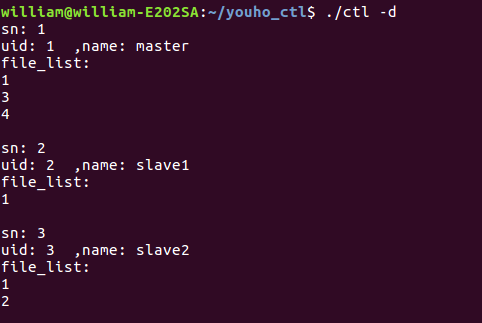 william@william-E202SA:~/youho_ctl$ ./ctl -d
sn: 1
uid: 1  ,name: master
file_list:
1
3
4

sn: 2
uid: 2  ,name: slave1
file_list:
1

sn: 3
uid: 3  ,name: slave2
file_list:
1
2